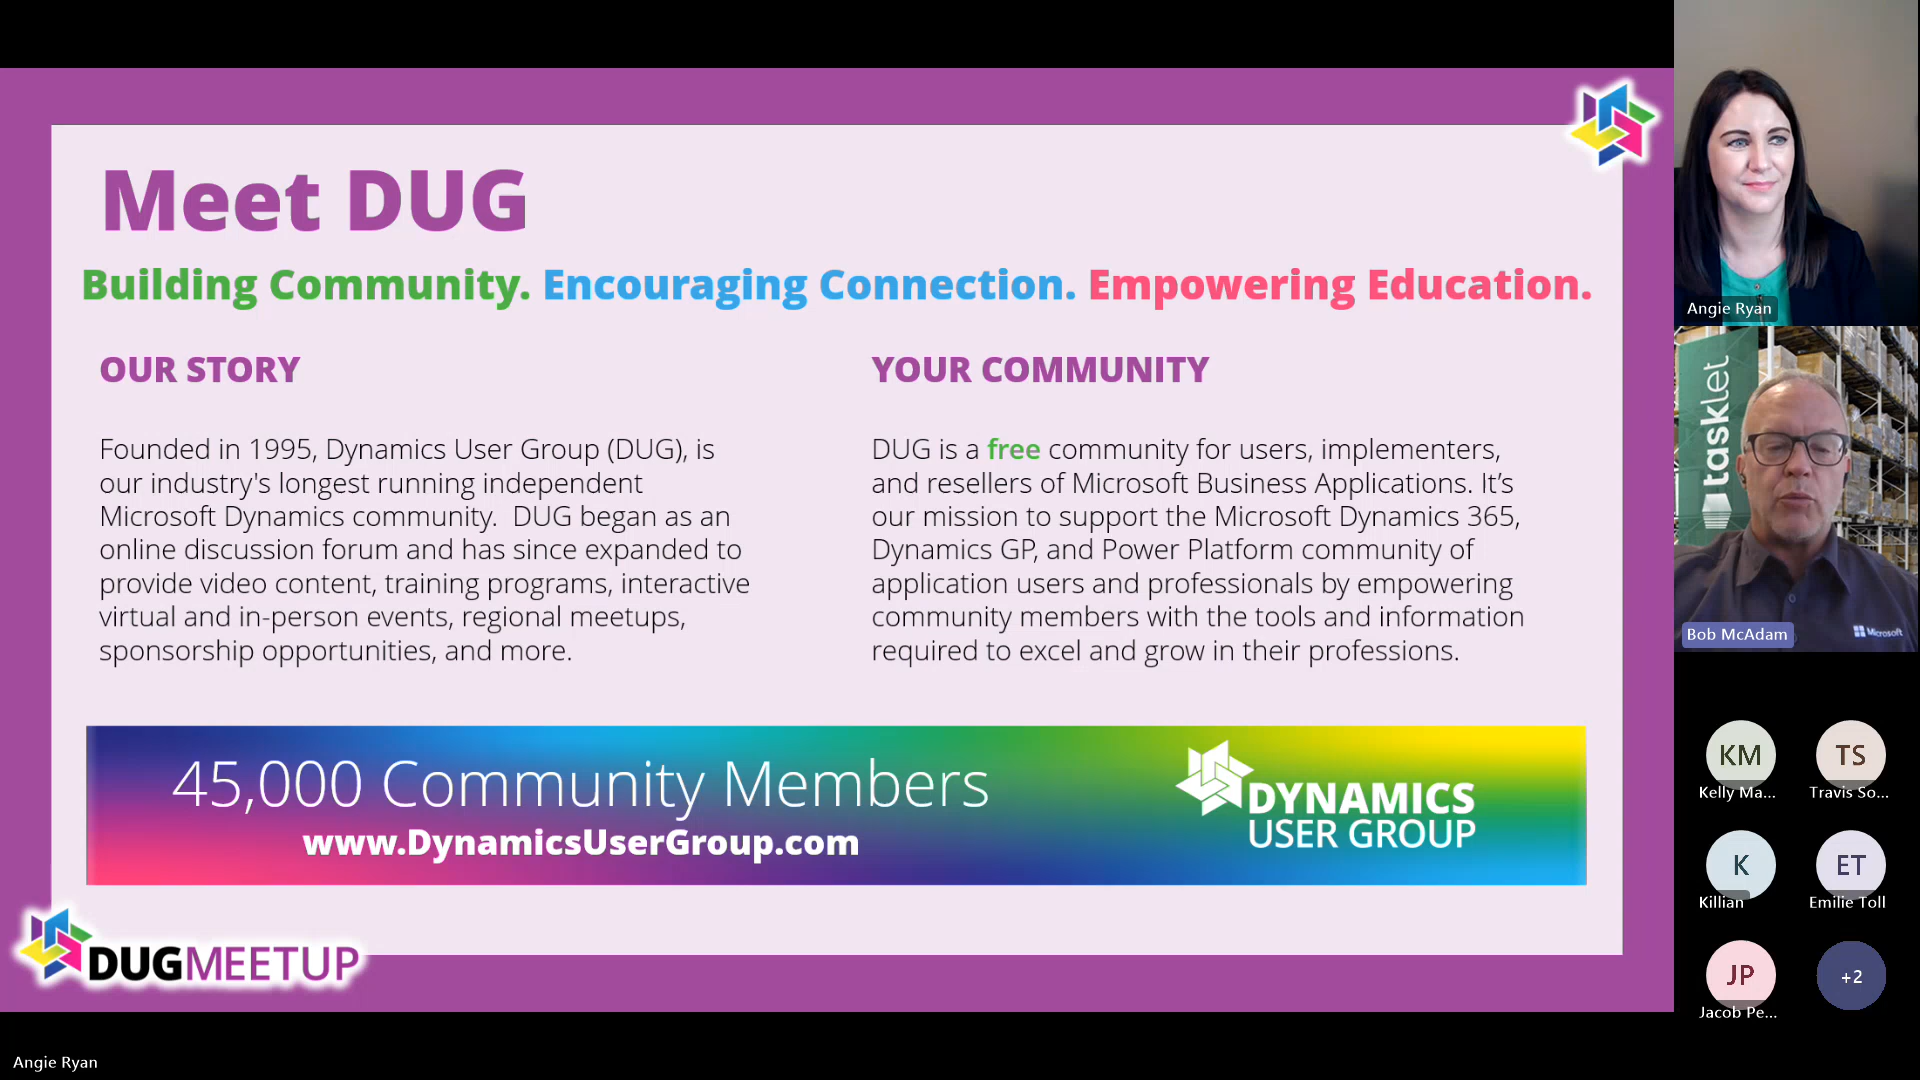 Meet DUG
Building Community. Encouraging Connection. Empowering Education.
OUR STORY
Founded in 1995, Dynamics User Group (DUG), is
our industry's longest running independent
Microsoft Dynamics community.  DUG began as an
online discussion forum and has since expanded to
provide video content, training programs, interactive
virtual and in-person events, regional meetups,
sponsorship opportunities, and more.
YOUR COMMUNITY
DUG is a free community for users, implementers,
and resellers of Microsoft Business Applications. It’s
our mission to support the Microsoft Dynamics 365,
Dynamics GP, and Power Platform community of
application users and professionals by empowering
community members with the tools and information
required to excel and grow in their professions.
45,000 Community Members
www.DynamicsUserGroup.com
DYNAMICS
USER GROUP
DUGMEETUP
Angie Ryan
Angie Ryan
tasklet
Microsoft
Bob McAdam
KM
Kelly Ma...
TS
Travis So...
K
Killian
ET
Emilie Toll
JP
Jacob Pe...
+2